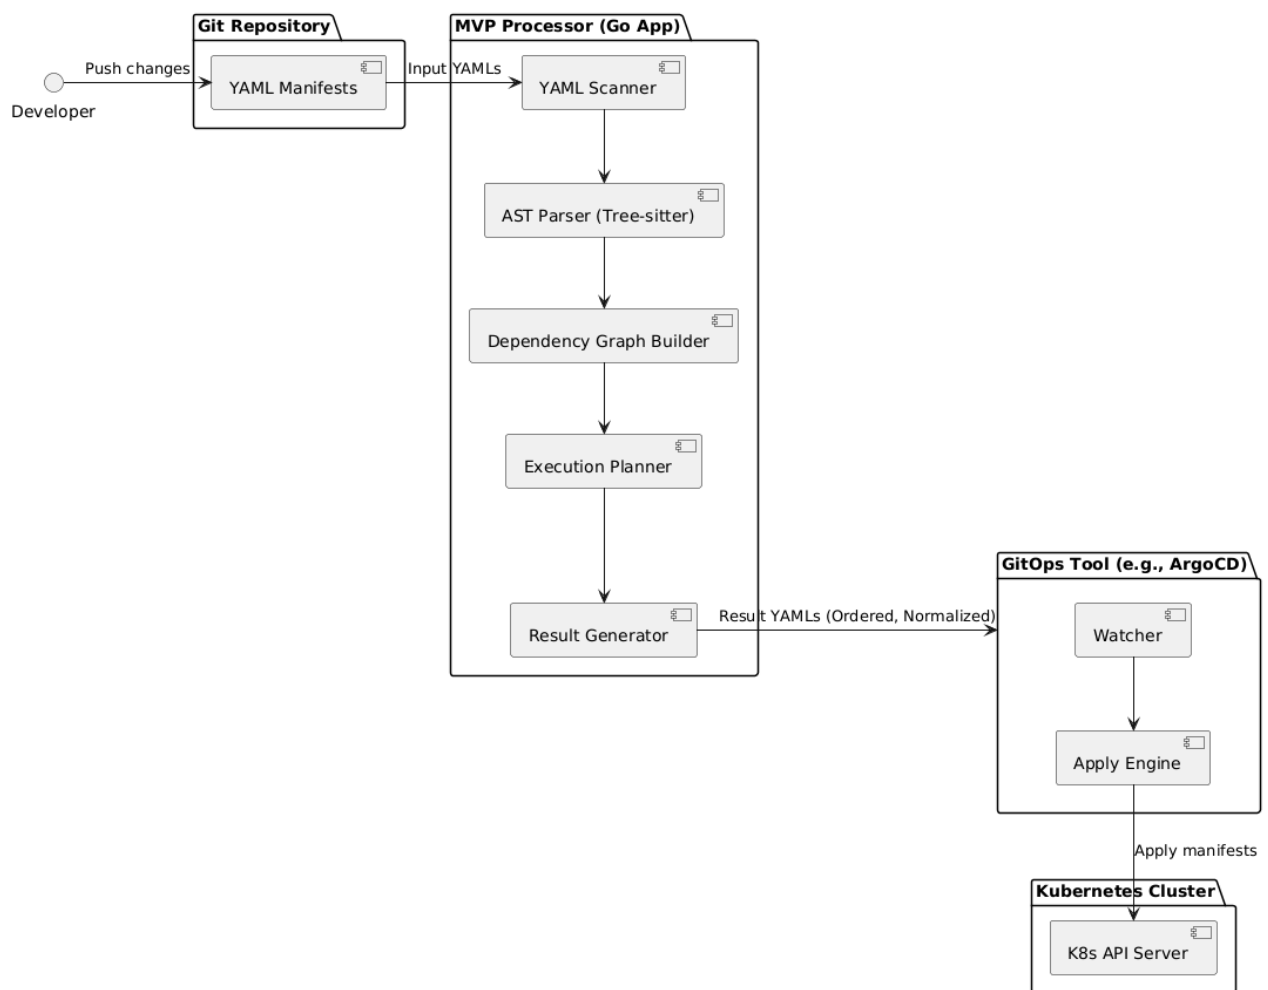 Git Repository
MVP Processor (Go App)
Push changes
YAML Manifests
Input YAMLs
YAML Scanner
Developer
AST Parser (Tree-sitter)
Dependency Graph Builder
Execution Planner
GitOps Tool (e.g., ArgoCD)
Result Generator
Result YAMLs (Ordered, Normalized)
Watcher
Apply Engine
Apply manifests
Kubernetes Cluster
K8s API Server